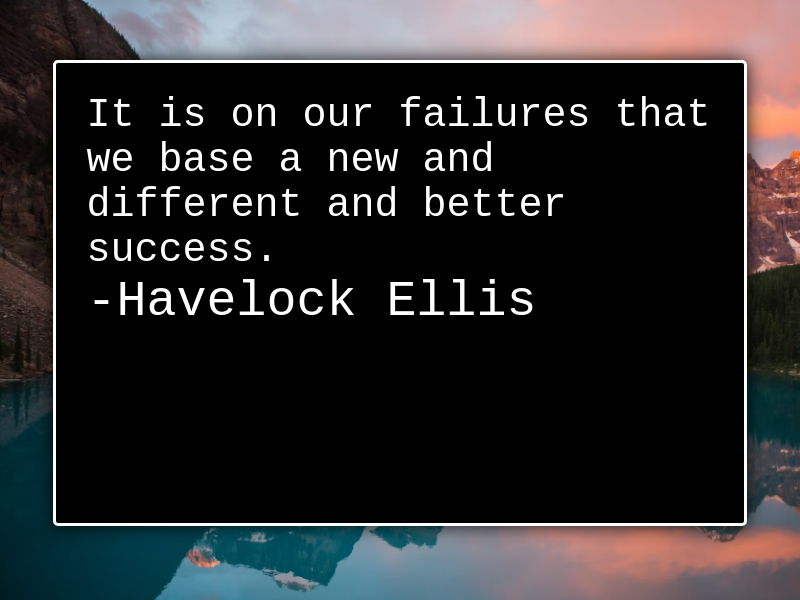 It is on our failures that
we base a new and
different and better
success.
-Havelock Ellis